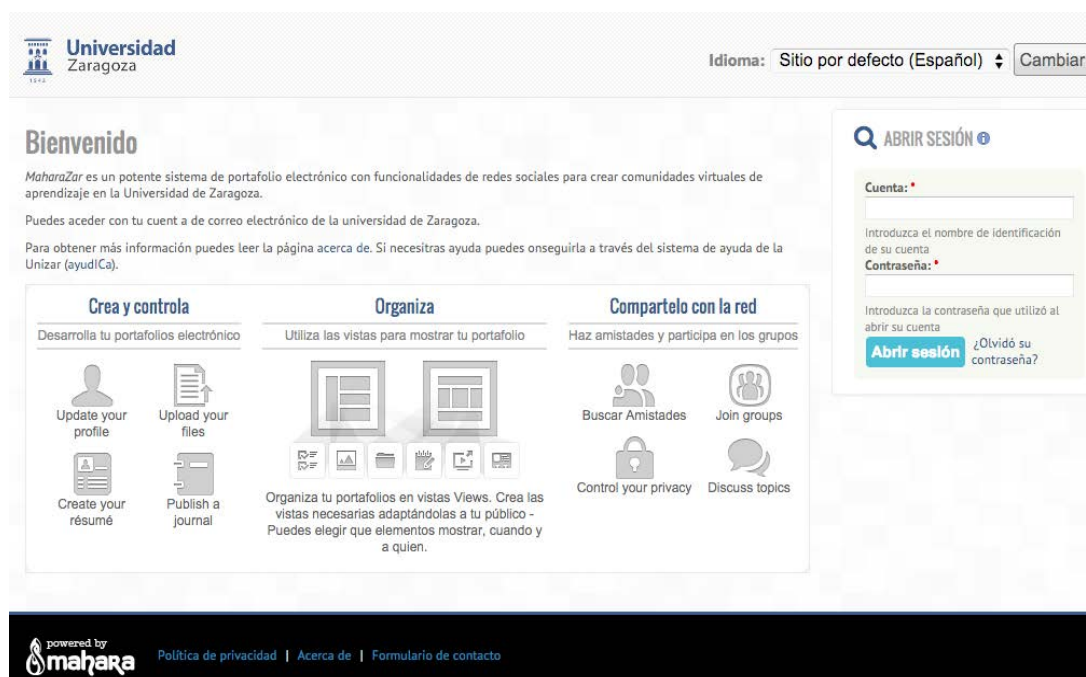 Universidad
Zaragoza
1542
Idioma: Sitio por defecto (Español) Cambiar
Bienvenido
MaharaZar es un potente sistema de portafolio electrónico con funcionalidades de redes sociales para crear comunidades virtuales de
aprendizaje en la Universidad de Zaragoza.
Puedes aceder con tu cuent a de correo electrónico de la universidad de Zaragoza.
Para obtener más información puedes leer la página acerca de. Si necesitras ayuda puedes onseguirla a través del sistema de ayuda de la
Unizar (ayudICa).
Crea y controla
Desarrolla tu portafolios electrónico
Update your
profile
Upload your
files
Create your
résumé
Publish a
journal
Organiza
Utiliza las vistas para mostrar tu portafolio
Organiza tu portafolios en vistas Views. Crea las
vistas necesarias adaptándolas a tu público -
Puedes elegir que elementos mostrar, cuando y
a quien.
Compartelo con la red
Haz amistades y participa en los grupos
Buscar Amistades
Join groups
Control your privacy
Discuss topics
ABRIR SESIÓN
Cuenta: *
Introduzca el nombre de identificación
de su cuenta
Contraseña: *
Introduzca la contraseña que utilizó al
abrir su cuenta
Abrir sesión
¿Olvidó su
contraseña?
powered by
mahara
Política de privacidad | Acerca de | Formulario de contacto